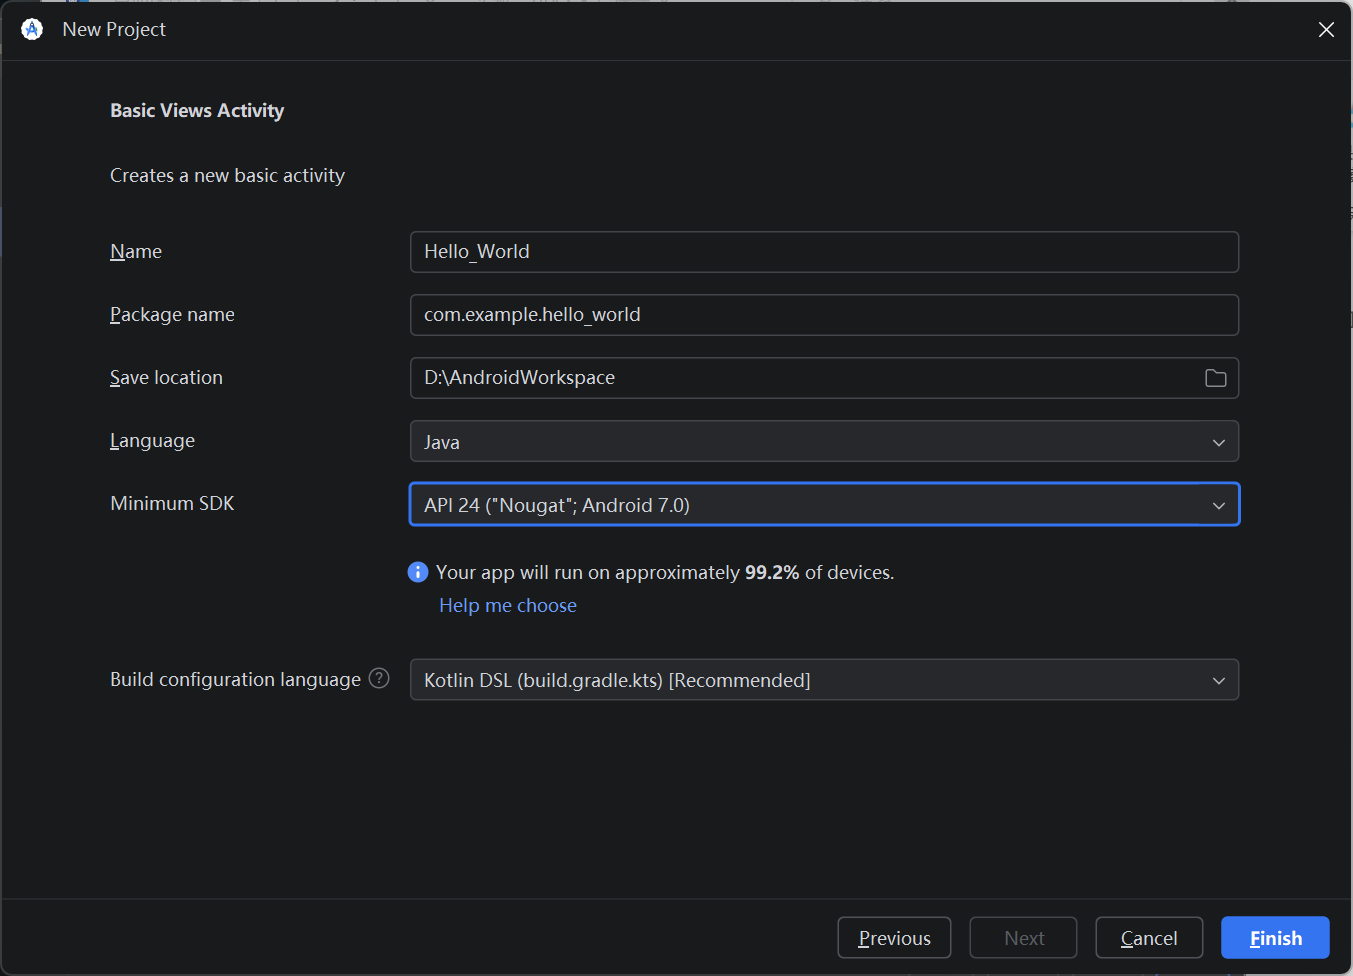 New Project
Basic Views Activity
Creates a new basic activity
Name
Hello_World
Package name
com.example.hello_world
Save location
D:\AndroidWorkspace
Language
Java
Minimum SDK
API 24 ("Nougat"; Android 7.0)
Your app will run on approximately 99.2% of devices.
Help me choose
Build configuration language
Kotlin DSL (build.gradle.kts) [Recommended]
Previous
Next
Cancel
Finish